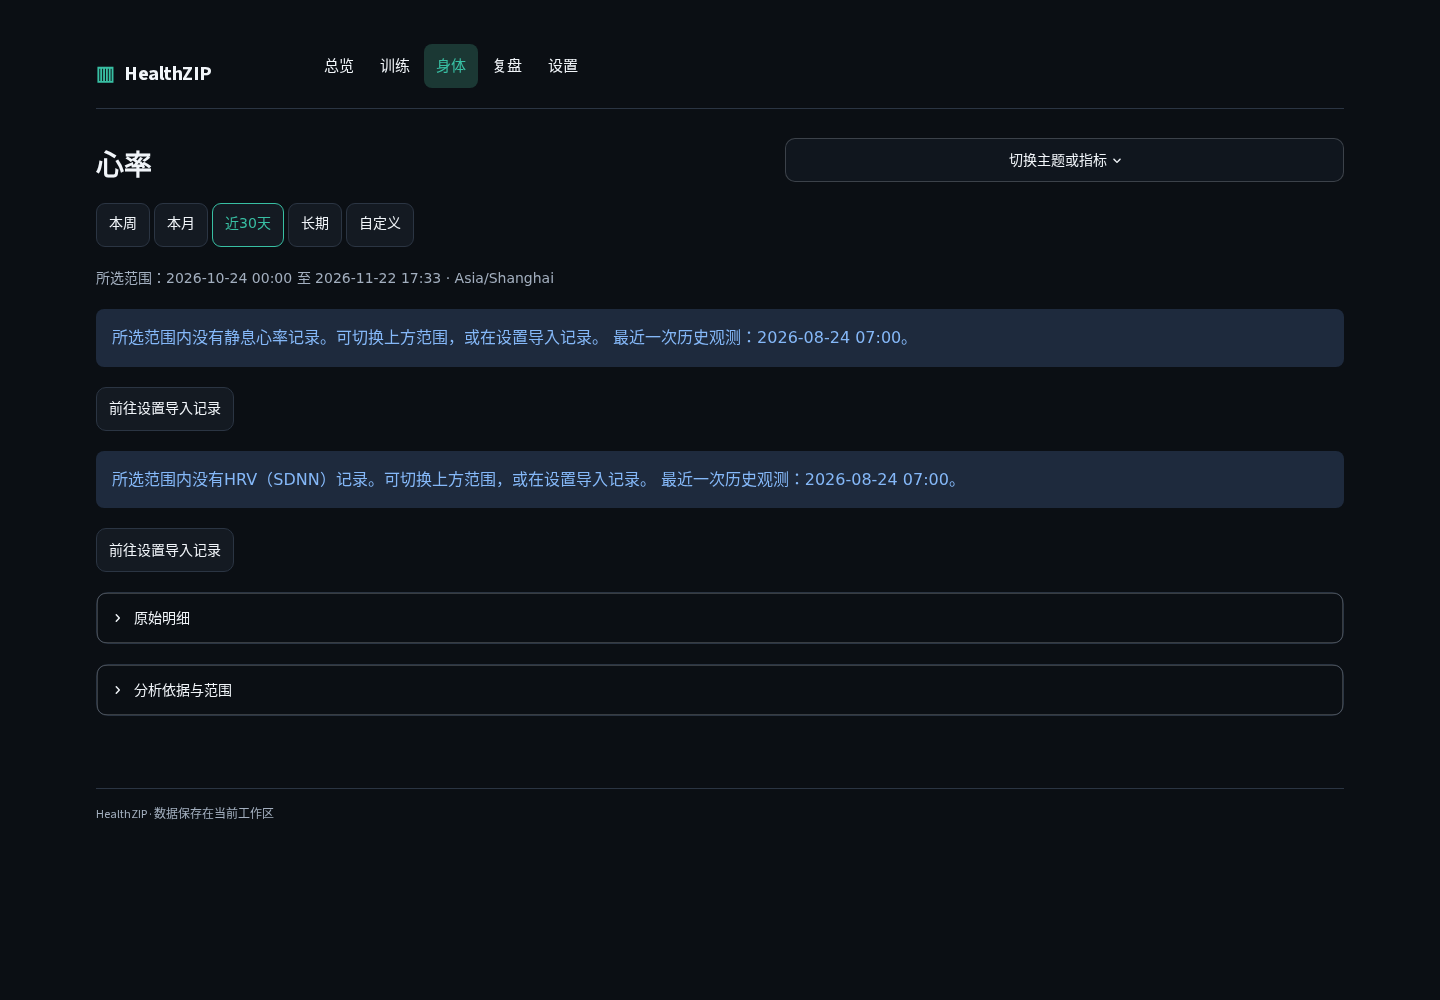 HealthZIP
总览 训练 身体 复盘 设置
心率
切换主题或指标
本周 本月 近30天 长期 自定义
所选范围：2026-10-24 00:00 至 2026-11-22 17:33 · Asia/Shanghai
所选范围内没有静息心率记录。可切换上方范围，或在设置导入记录。 最近一次历史观测：2026-08-24 07:00。
前往设置导入记录
所选范围内没有HRV（SDNN）记录。可切换上方范围，或在设置导入记录。 最近一次历史观测：2026-08-24 07:00。
前往设置导入记录
原始明细
分析依据与范围
HealthZIP · 数据保存在当前工作区